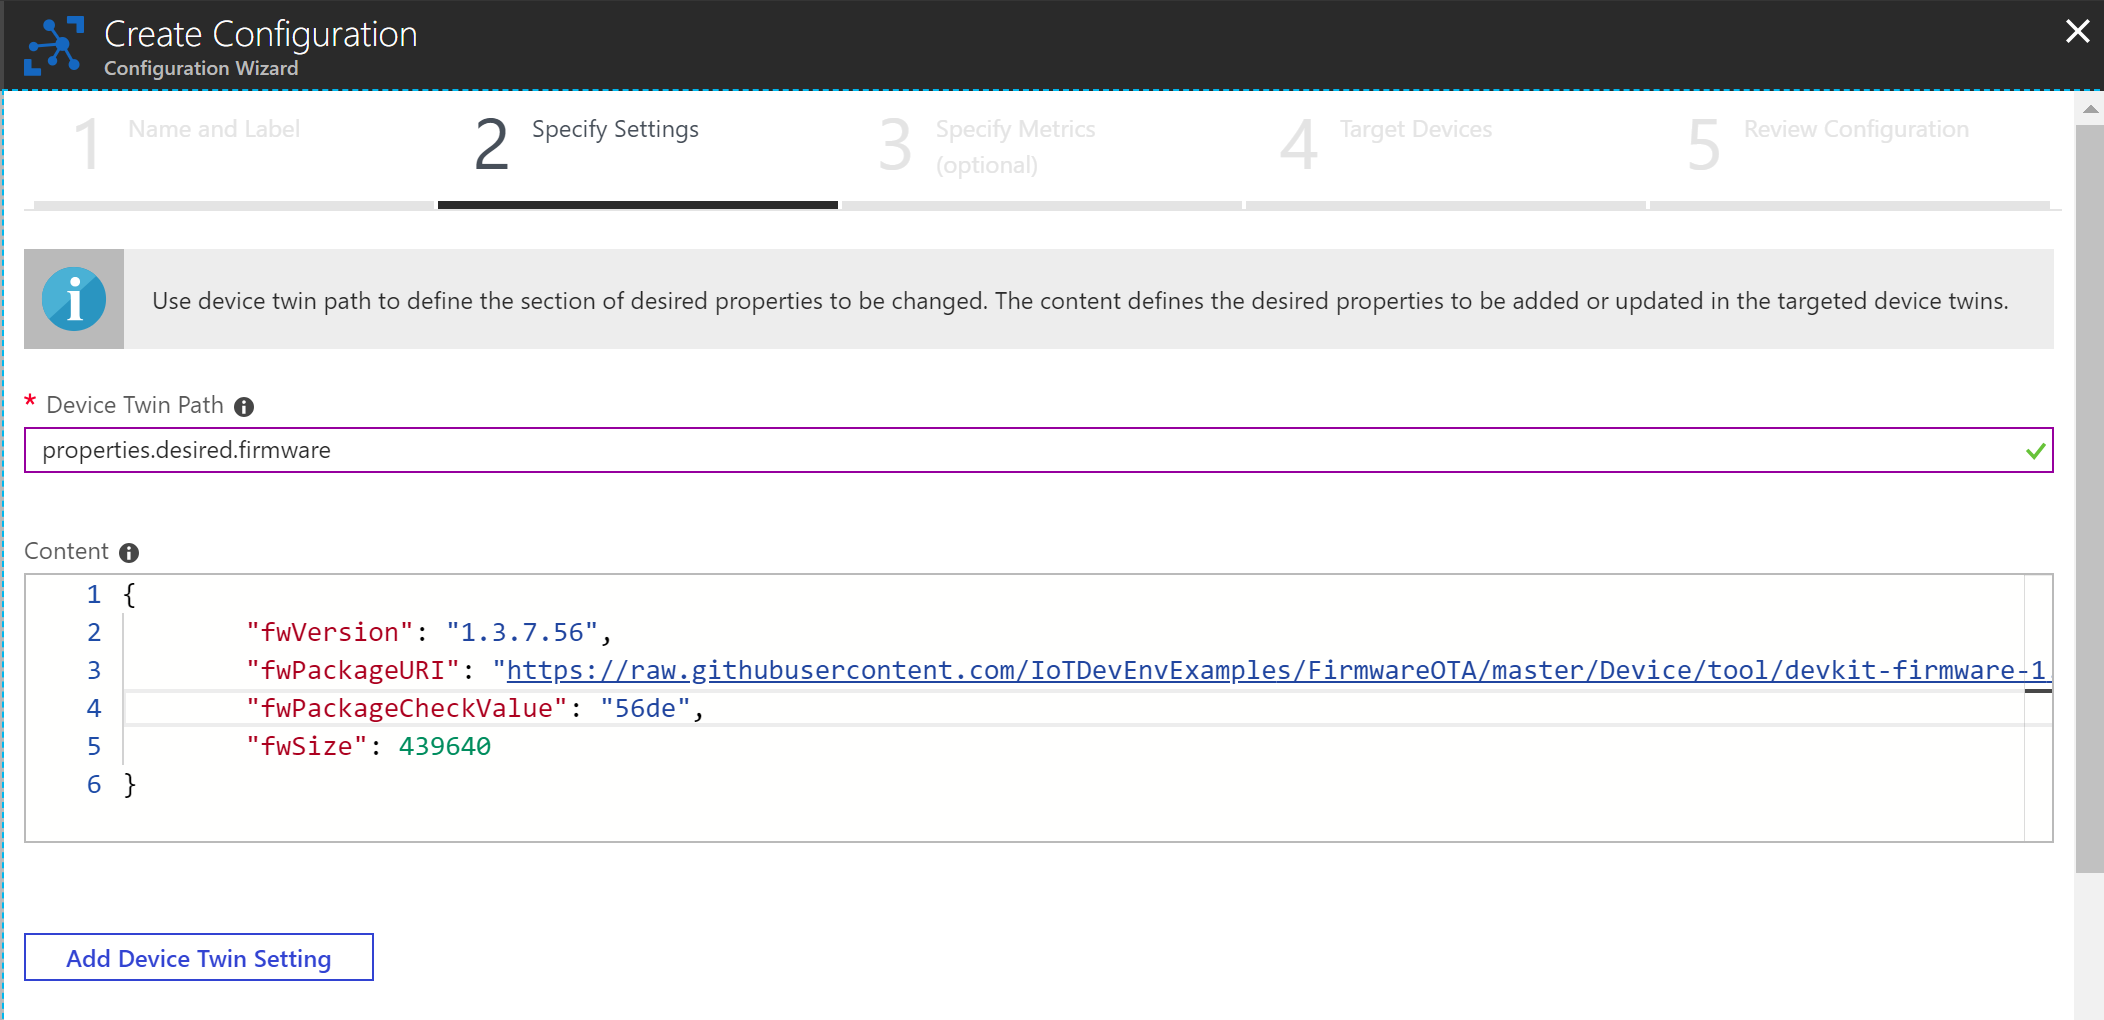 Create Configuration
Configuration Wizard
1 Name and Label
2 Specify Settings
3 Specify Metrics
(optional)
4 Target Devices
5 Review Configuration
Use device twin path to define the section of desired properties to be changed. The content defines the desired properties to be added or updated in the targeted device twins.
* Device Twin Path
properties.desired.firmware
Content
1 {
2 "fwVersion": "1.3.7.56",
3 "fwPackageURI": "https://raw.githubusercontent.com/IoTDevEnvExamples/FirmwareOTA/master/Device/tool/devkit-firmware-1.
4 "fwPackageCheckValue": "56de",
5 "fwSize": 439640
6 }
Add Device Twin Setting